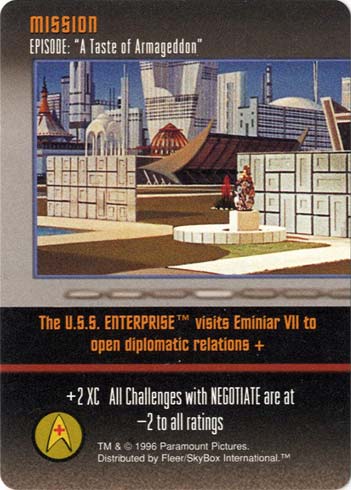 MISSION
EPISODE: "A Taste of Armageddon"
The U.S.S. ENTERPRISE™ visits Eminiar VII to
open diplomatic relations +
+2 XC All Challenges with NEGOTIATE are at
–2 to all ratings
TM & © 1996 Paramount Pictures.
Distributed by Fleer/SkyBox International.™